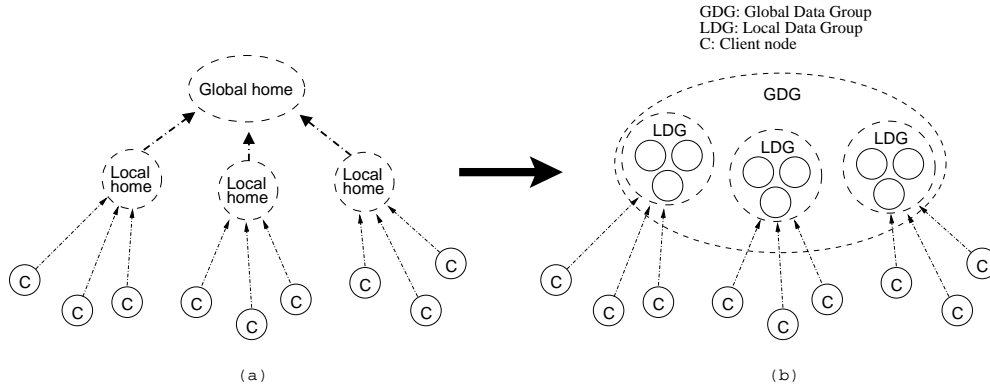 GDG: Global Data Group
LDG: Local Data Group
C: Client node
Global home
Local
home
Local
home
Local
home
C
C
C
C
C
C
C
C
C
(a)
GDG
LDG
LDG
LDG
C
C
C
C
C
C
C
C
C
(b)